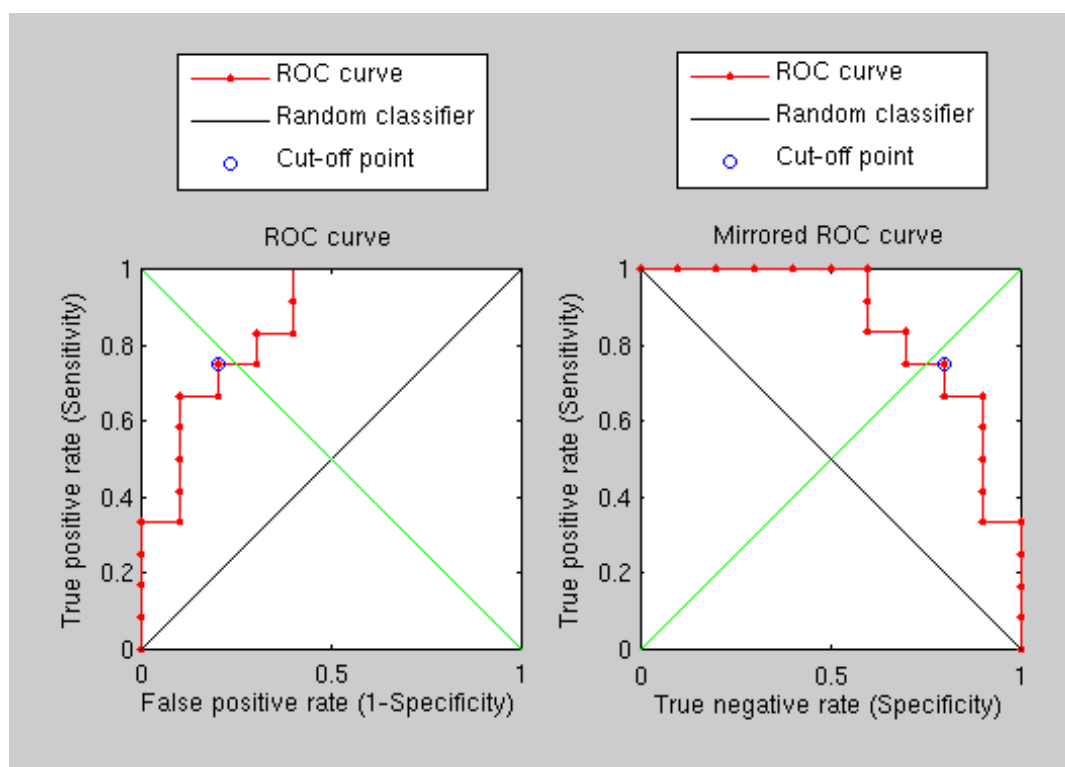 ROC curve
Random classifier
Cut-off point
ROC curve
Random classifier
Cut-off point
ROC curve
True positive rate (Sensitivity)
1
0.8
0.6
0.4
0.2
0
0
0.5
1
False positive rate (1-Specificity)
Mirrored ROC curve
True positive rate (Sensitivity)
1
0.8
0.6
0.4
0.2
0
0
0.5
1
True negative rate (Specificity)